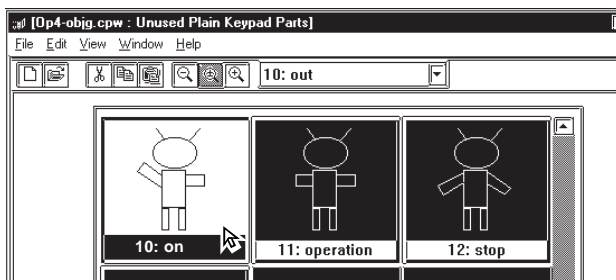 [Op4-objg.cpw : Unused Plain Keypad Parts]
File Edit View Window Help
10: out
10: on 11: operation 12: stop